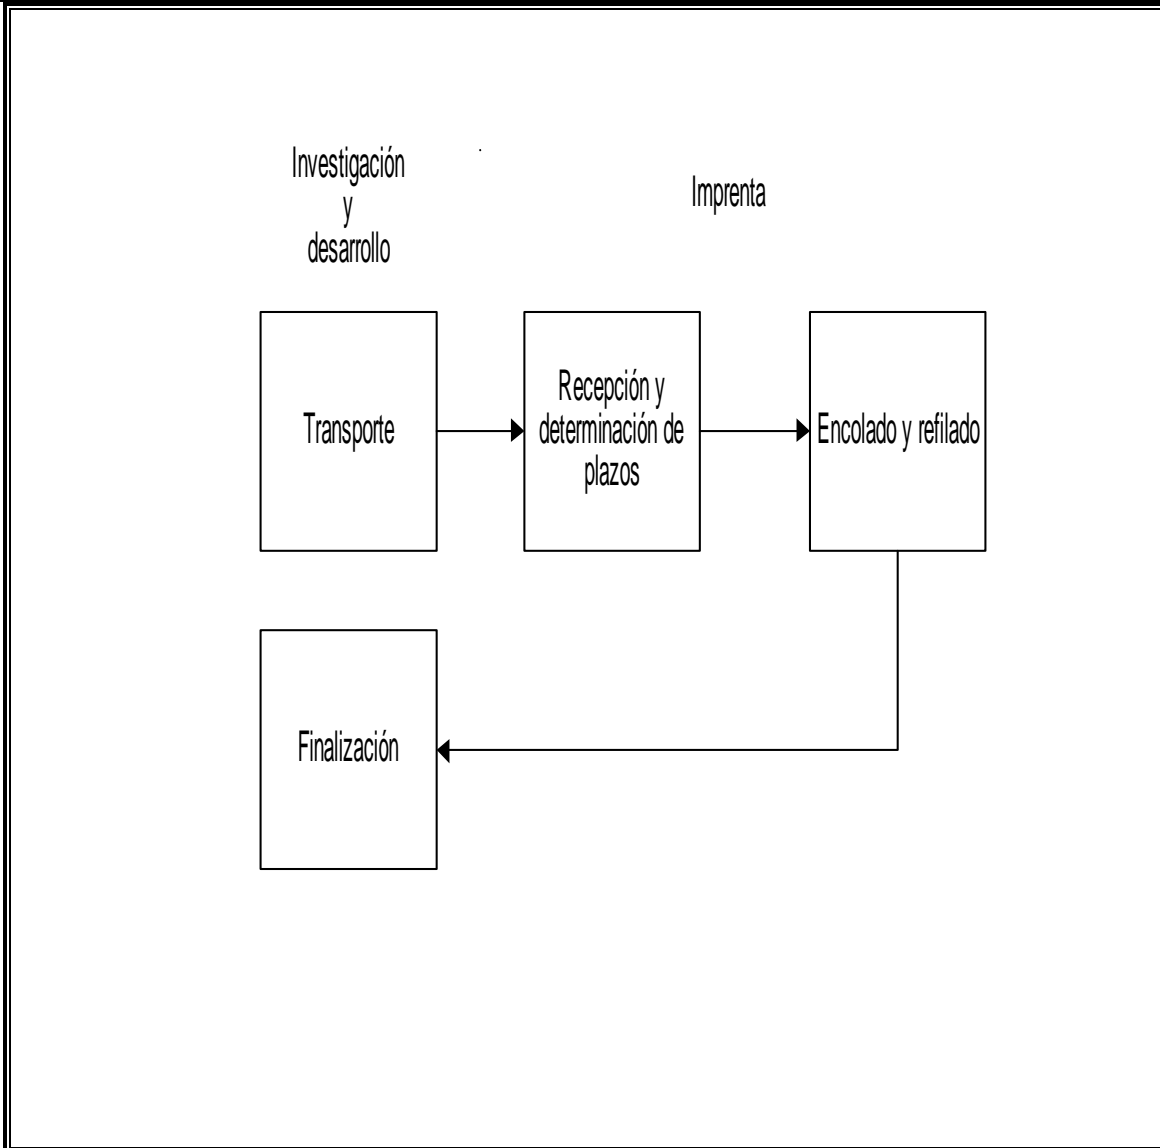 Investigación
y
desarrollo
Imprenta
Transporte
Recepción y
determinación de
plazos
Encolado y refilado
Finalización